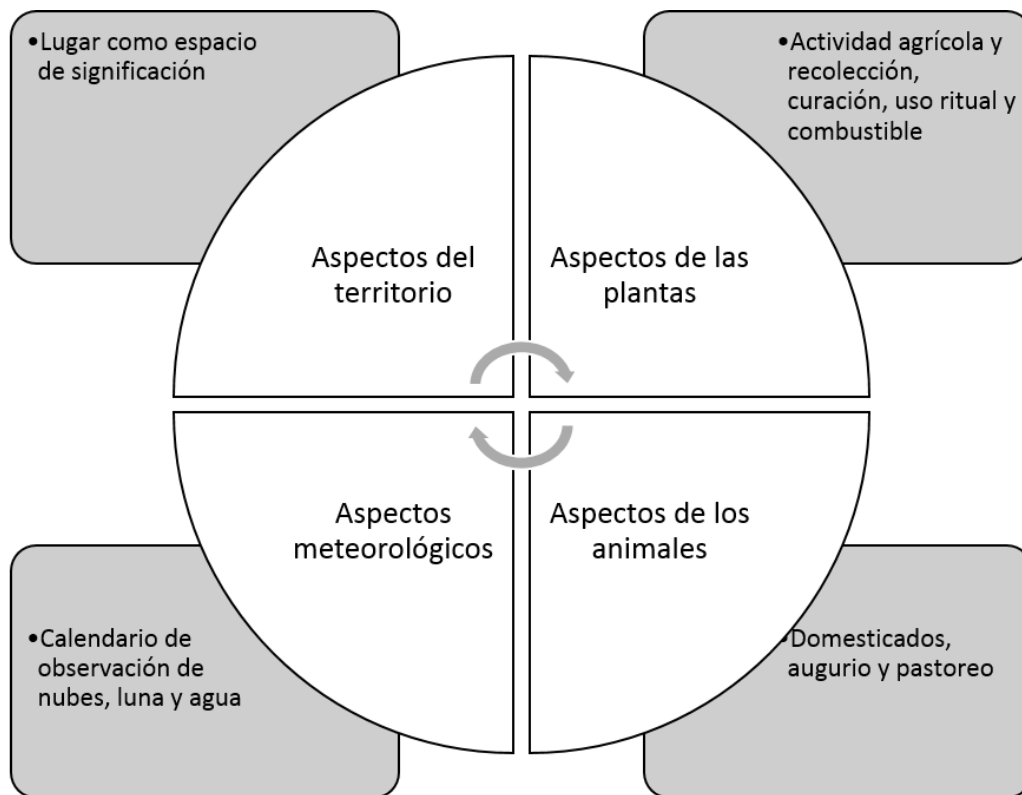 •Lugar como espacio
de significación
•Actividad agrícola y
recolección,
curación, uso ritual y
combustible
Aspectos del
territorio
Aspectos de las
plantas
Aspectos
meteorológicos
Aspectos de los
animales
•Calendario de
observación de
nubes, luna y agua
•Domesticados,
augurio y pastoreo